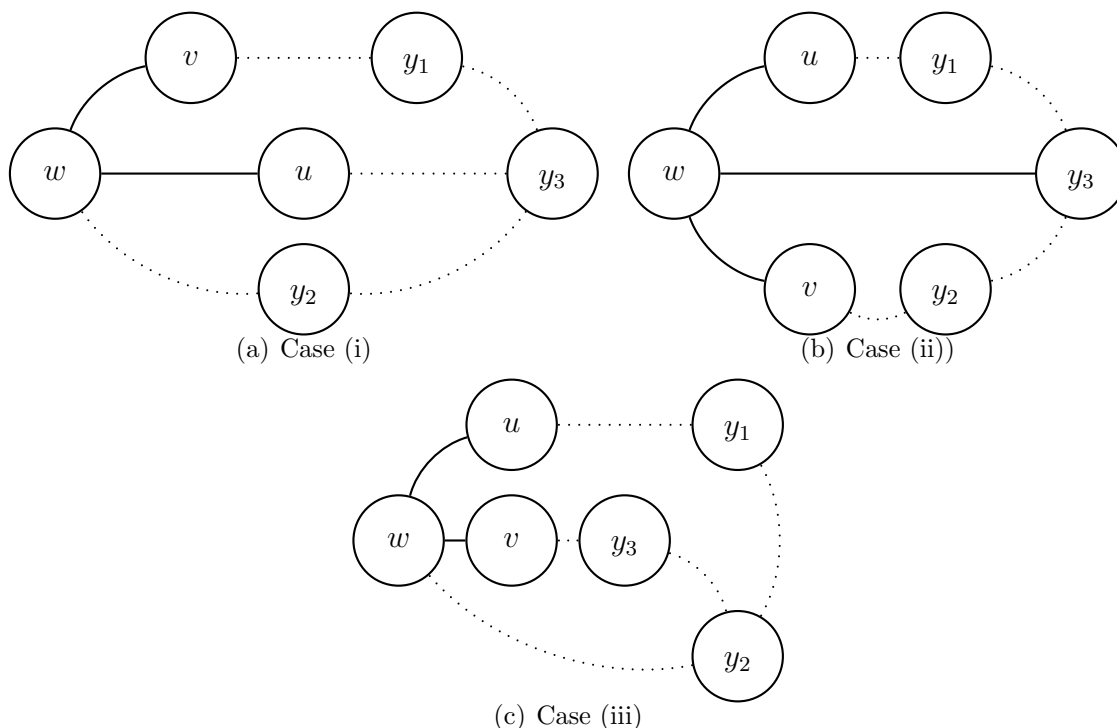 v y₁ u y₁
w u y₃ w y₃
y₂ v y₂
(a) Case (i) (b) Case (ii))
u y₁
w v y₃
y₂
(c) Case (iii)